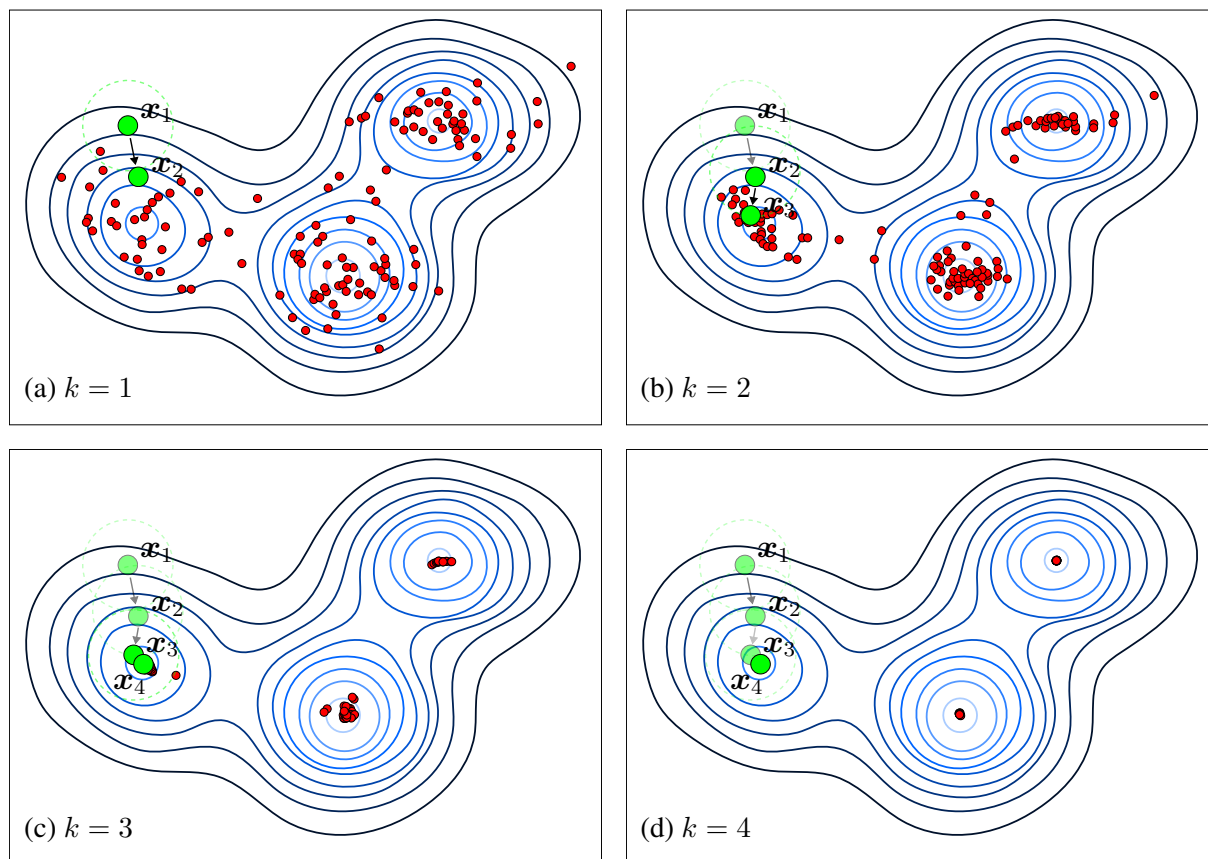 x₁
x₂
(a) k = 1
x₁
x₂
x₃
(b) k = 2
x₁
x₂
x₃
x₄
(c) k = 3
x₁
x₂
x₃
x₄
(d) k = 4